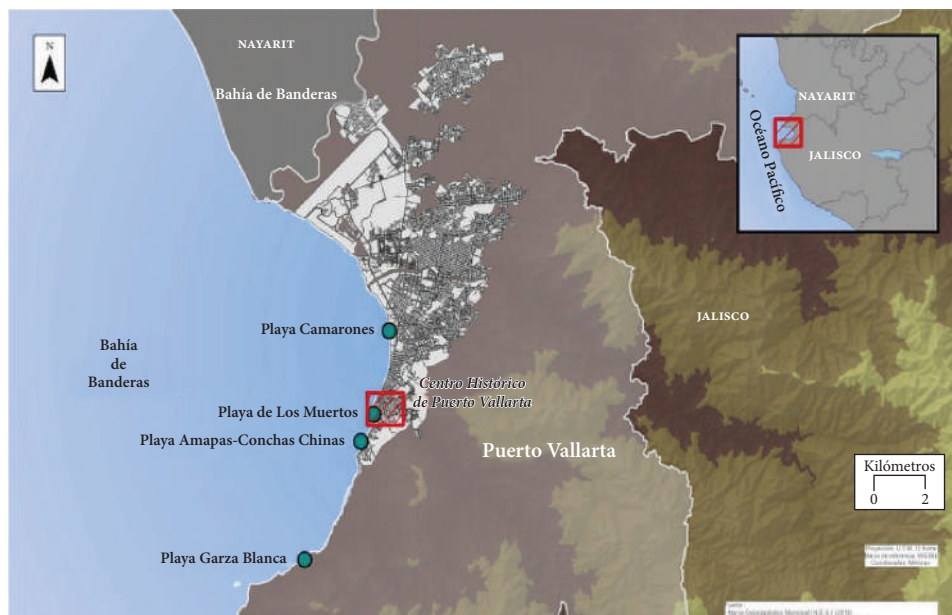 N
NAYARIT
Bahía de Banderas
NAYARIT
Océano Pacífico
JALISCO
JALISCO
Playa Camarones
Bahía
de
Banderas
Centro Histórico
de Puerto Vallarta
Playa de Los Muertos
Playa Amapas-Conchas Chinas
Puerto Vallarta
Kilómetros
0 2
Playa Garza Blanca